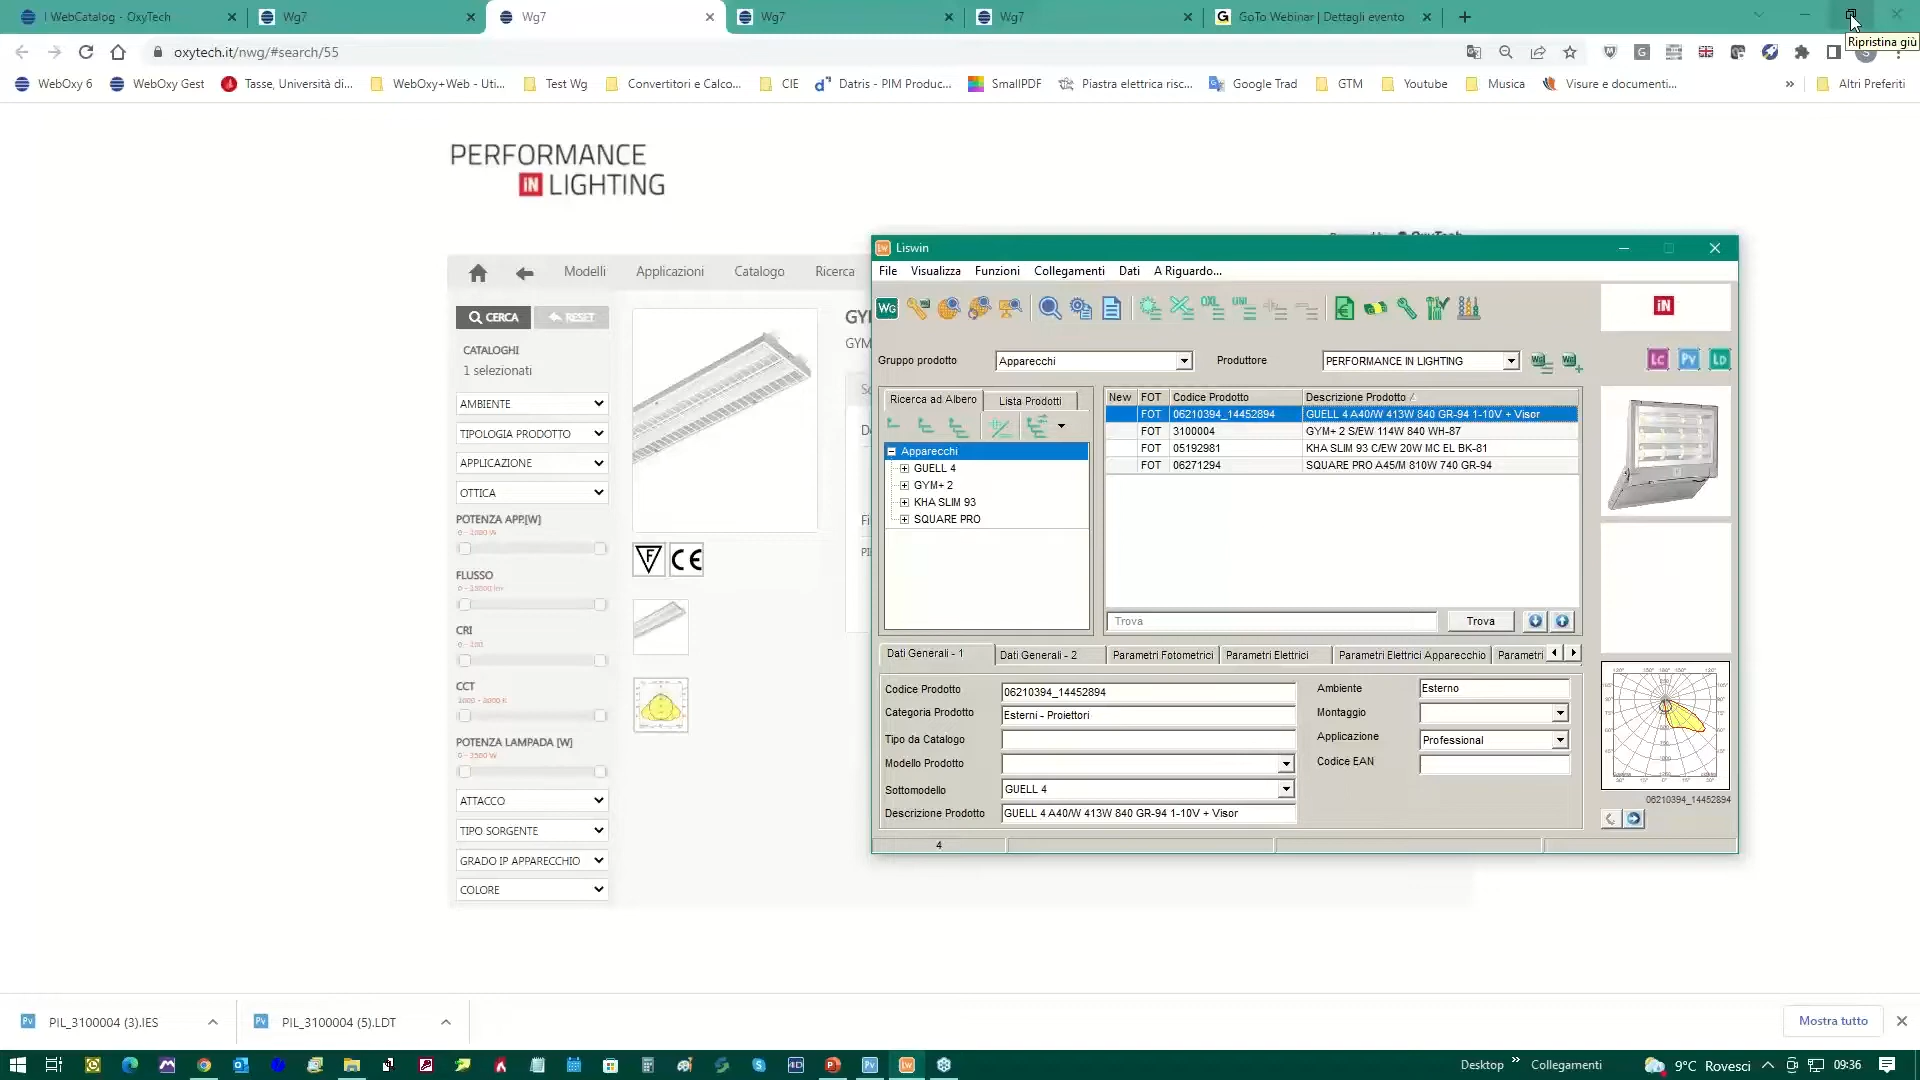 I WebCatalog - OxyTech
Wg7
Wg7
Wg7
Wg7
GoTo Webinar | Dettagli evento
oxytech.it/nwg/#search/55
Ripristina giù
WebOxy 6
WebOxy Gest
Tasse, Università di...
WebOxy+Web - Uti...
Test Wg
Convertitori e Calco...
CIE
Datris - PIM Produc...
SmallPDF
Piastra elettrica risc...
Google Trad
GTM
Youtube
Musica
Visure e documenti...
»
Altri Preferiti
PERFORMANCE
iN LIGHTING
Modelli
Applicazioni
Catalogo
Ricerca
CERCA
RESET
CATALOGHI
1 selezionati
AMBIENTE
TIPOLOGIA PRODOTTO
APPLICAZIONE
OTTICA
POTENZA APP.[W]
FLUSSO
CRI
CCT
POTENZA LAMPADA [W]
ATTACCO
TIPO SORGENTE
GRADO IP APPARECCHIO
COLORE
F
CE
GY
GYM
Liswin
File
Visualizza
Funzioni
Collegamenti
Dati
A Riguardo...
WG
OXL
UNI
iN
Gruppo prodotto
Apparecchi
Produttore
PERFORMANCE IN LIGHTING
LC
PV
LD
Ricerca ad Albero
Lista Prodotti
Apparecchi
GUELL 4
GYM+ 2
KHA SLIM 93
SQUARE PRO
New FOT Codice Prodotto Descrizione Prodotto
FOT 06210394_14452894 GUELL 4 A40/W 413W 840 GR-94 1-10V + Visor
FOT 3100004 GYM+ 2 S/EW 114W 840 WH-87
FOT 05192981 KHA SLIM 93 C/EW 20W MC EL BK-81
FOT 06271294 SQUARE PRO A45/M 810W 740 GR-94
Trova
Trova
Dati Generali - 1
Dati Generali - 2
Parametri Fotometrici
Parametri Elettrici
Parametri Elettrici Apparecchio
Parametri
Codice Prodotto 06210394_14452894
Categoria Prodotto Esterni - Proiettori
Tipo da Catalogo
Modello Prodotto
Sottomodello GUELL 4
Descrizione Prodotto GUELL 4 A40/W 413W 840 GR-94 1-10V + Visor
Ambiente Esterno
Montaggio
Applicazione Professional
Codice EAN
06210394_14452894
4
PIL_3100004 (3).IES
PIL_3100004 (5).LDT
Mostra tutto
Desktop
»
Collegamenti
9°C Rovesci
09:36